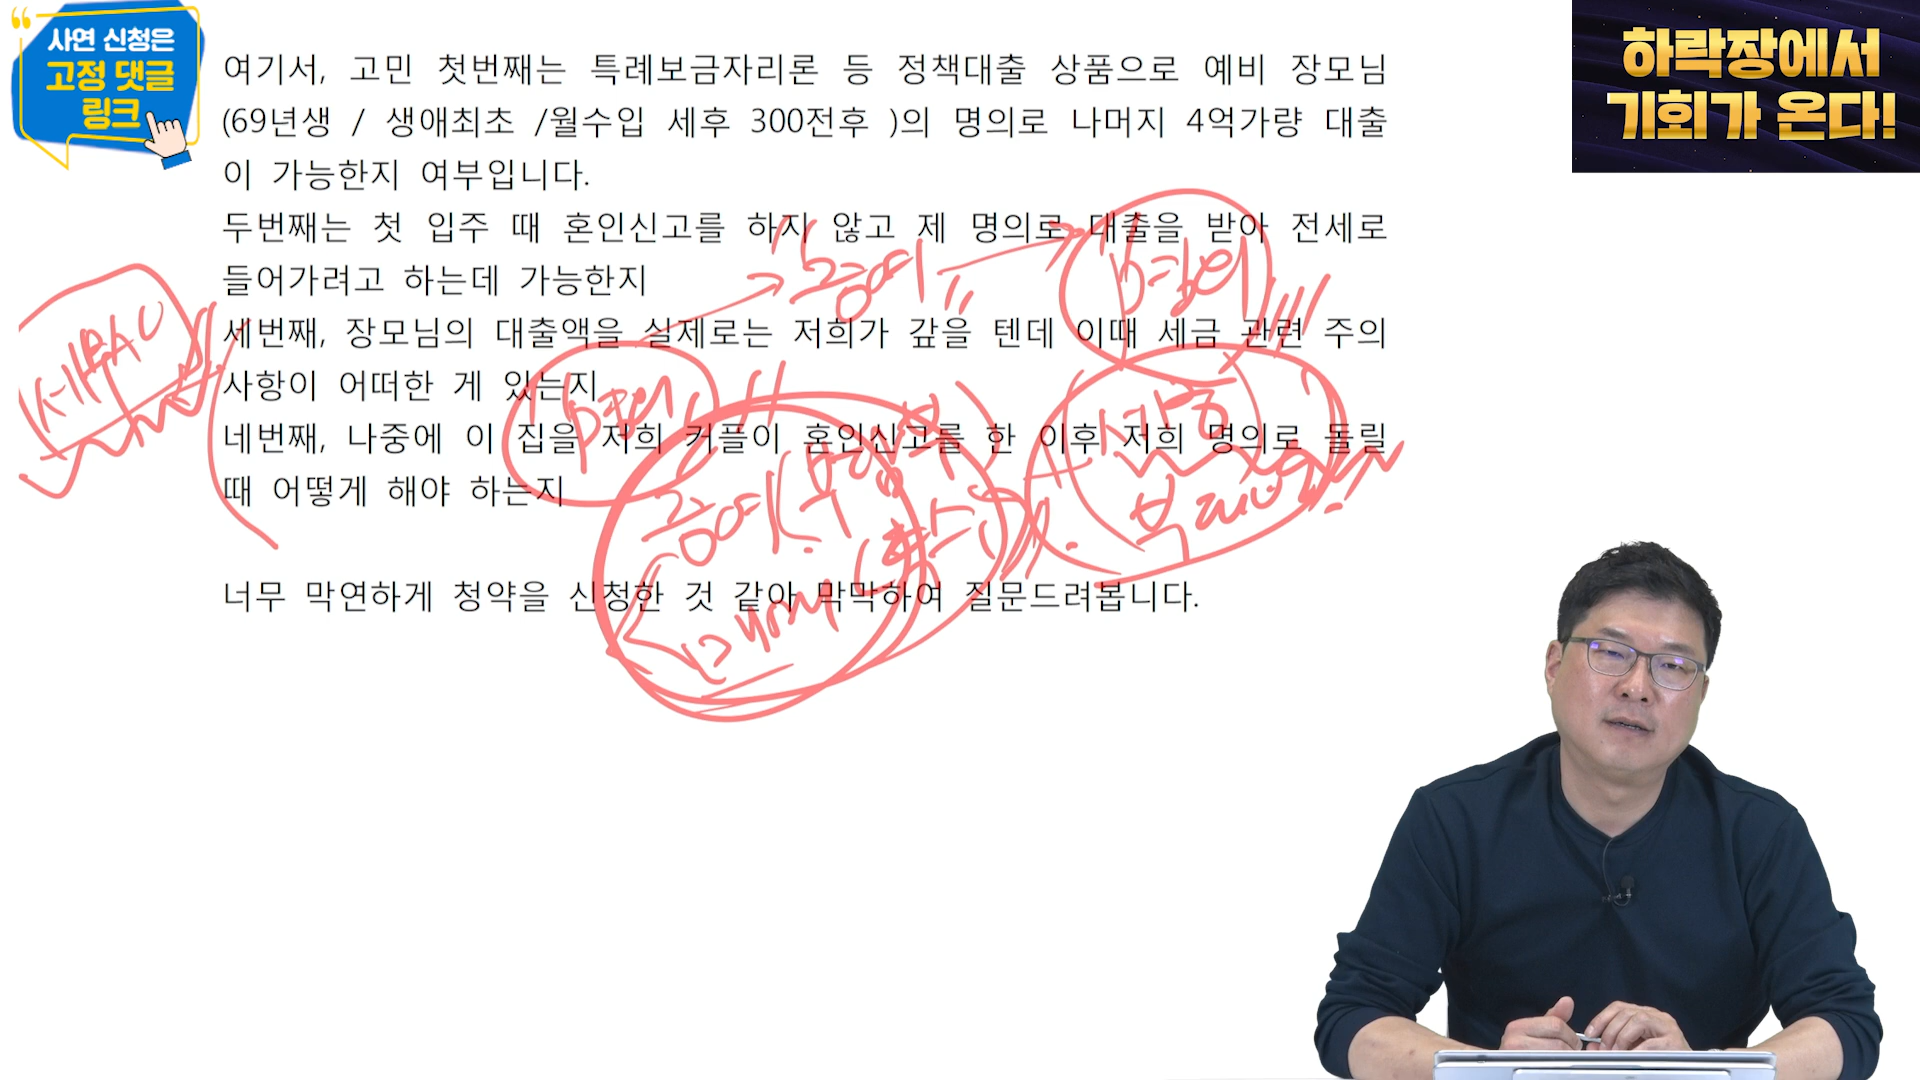 사연 신청은
고정 댓글
링크
하락장에서
기회가 온다!
여기서, 고민 첫번째는 특례보금자리론 등 정책대출 상품으로 예비 장모님
(69년생 / 생애최초 /월수입 세후 300전후 )의 명의로 나머지 4억가량 대출
이 가능한지 여부입니다.
두번째는 첫 입주 때 혼인신고를 하지 않고 제 명의로 대출을 받아 전세로
들어가려고 하는데 가능한지
세번째, 장모님의 대출액을 실제로는 저희가 갚을 텐데 이때 세금 관련 주의
사항이 어떠한 게 있는지
네번째, 나중에 이 집을 저희 커플이 혼인신고를 한 이후 저희 명의로 돌릴
때 어떻게 해야 하는지
너무 막연하게 청약을 신청한 것 같아 막막하여 질문드려봅니다.
증여
증여